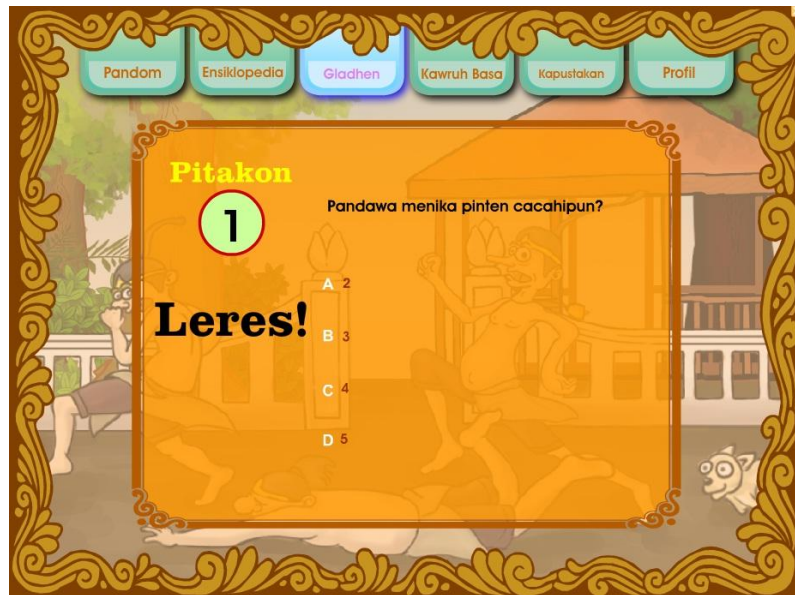 Pandom
Ensiklopedia
Gladhen
Kawruh Basa
Kapustakan
Profil
Pitakon
1
Pandawa menika pinten cacahipun?
Leres!
A 2
B 3
C 4
D 5